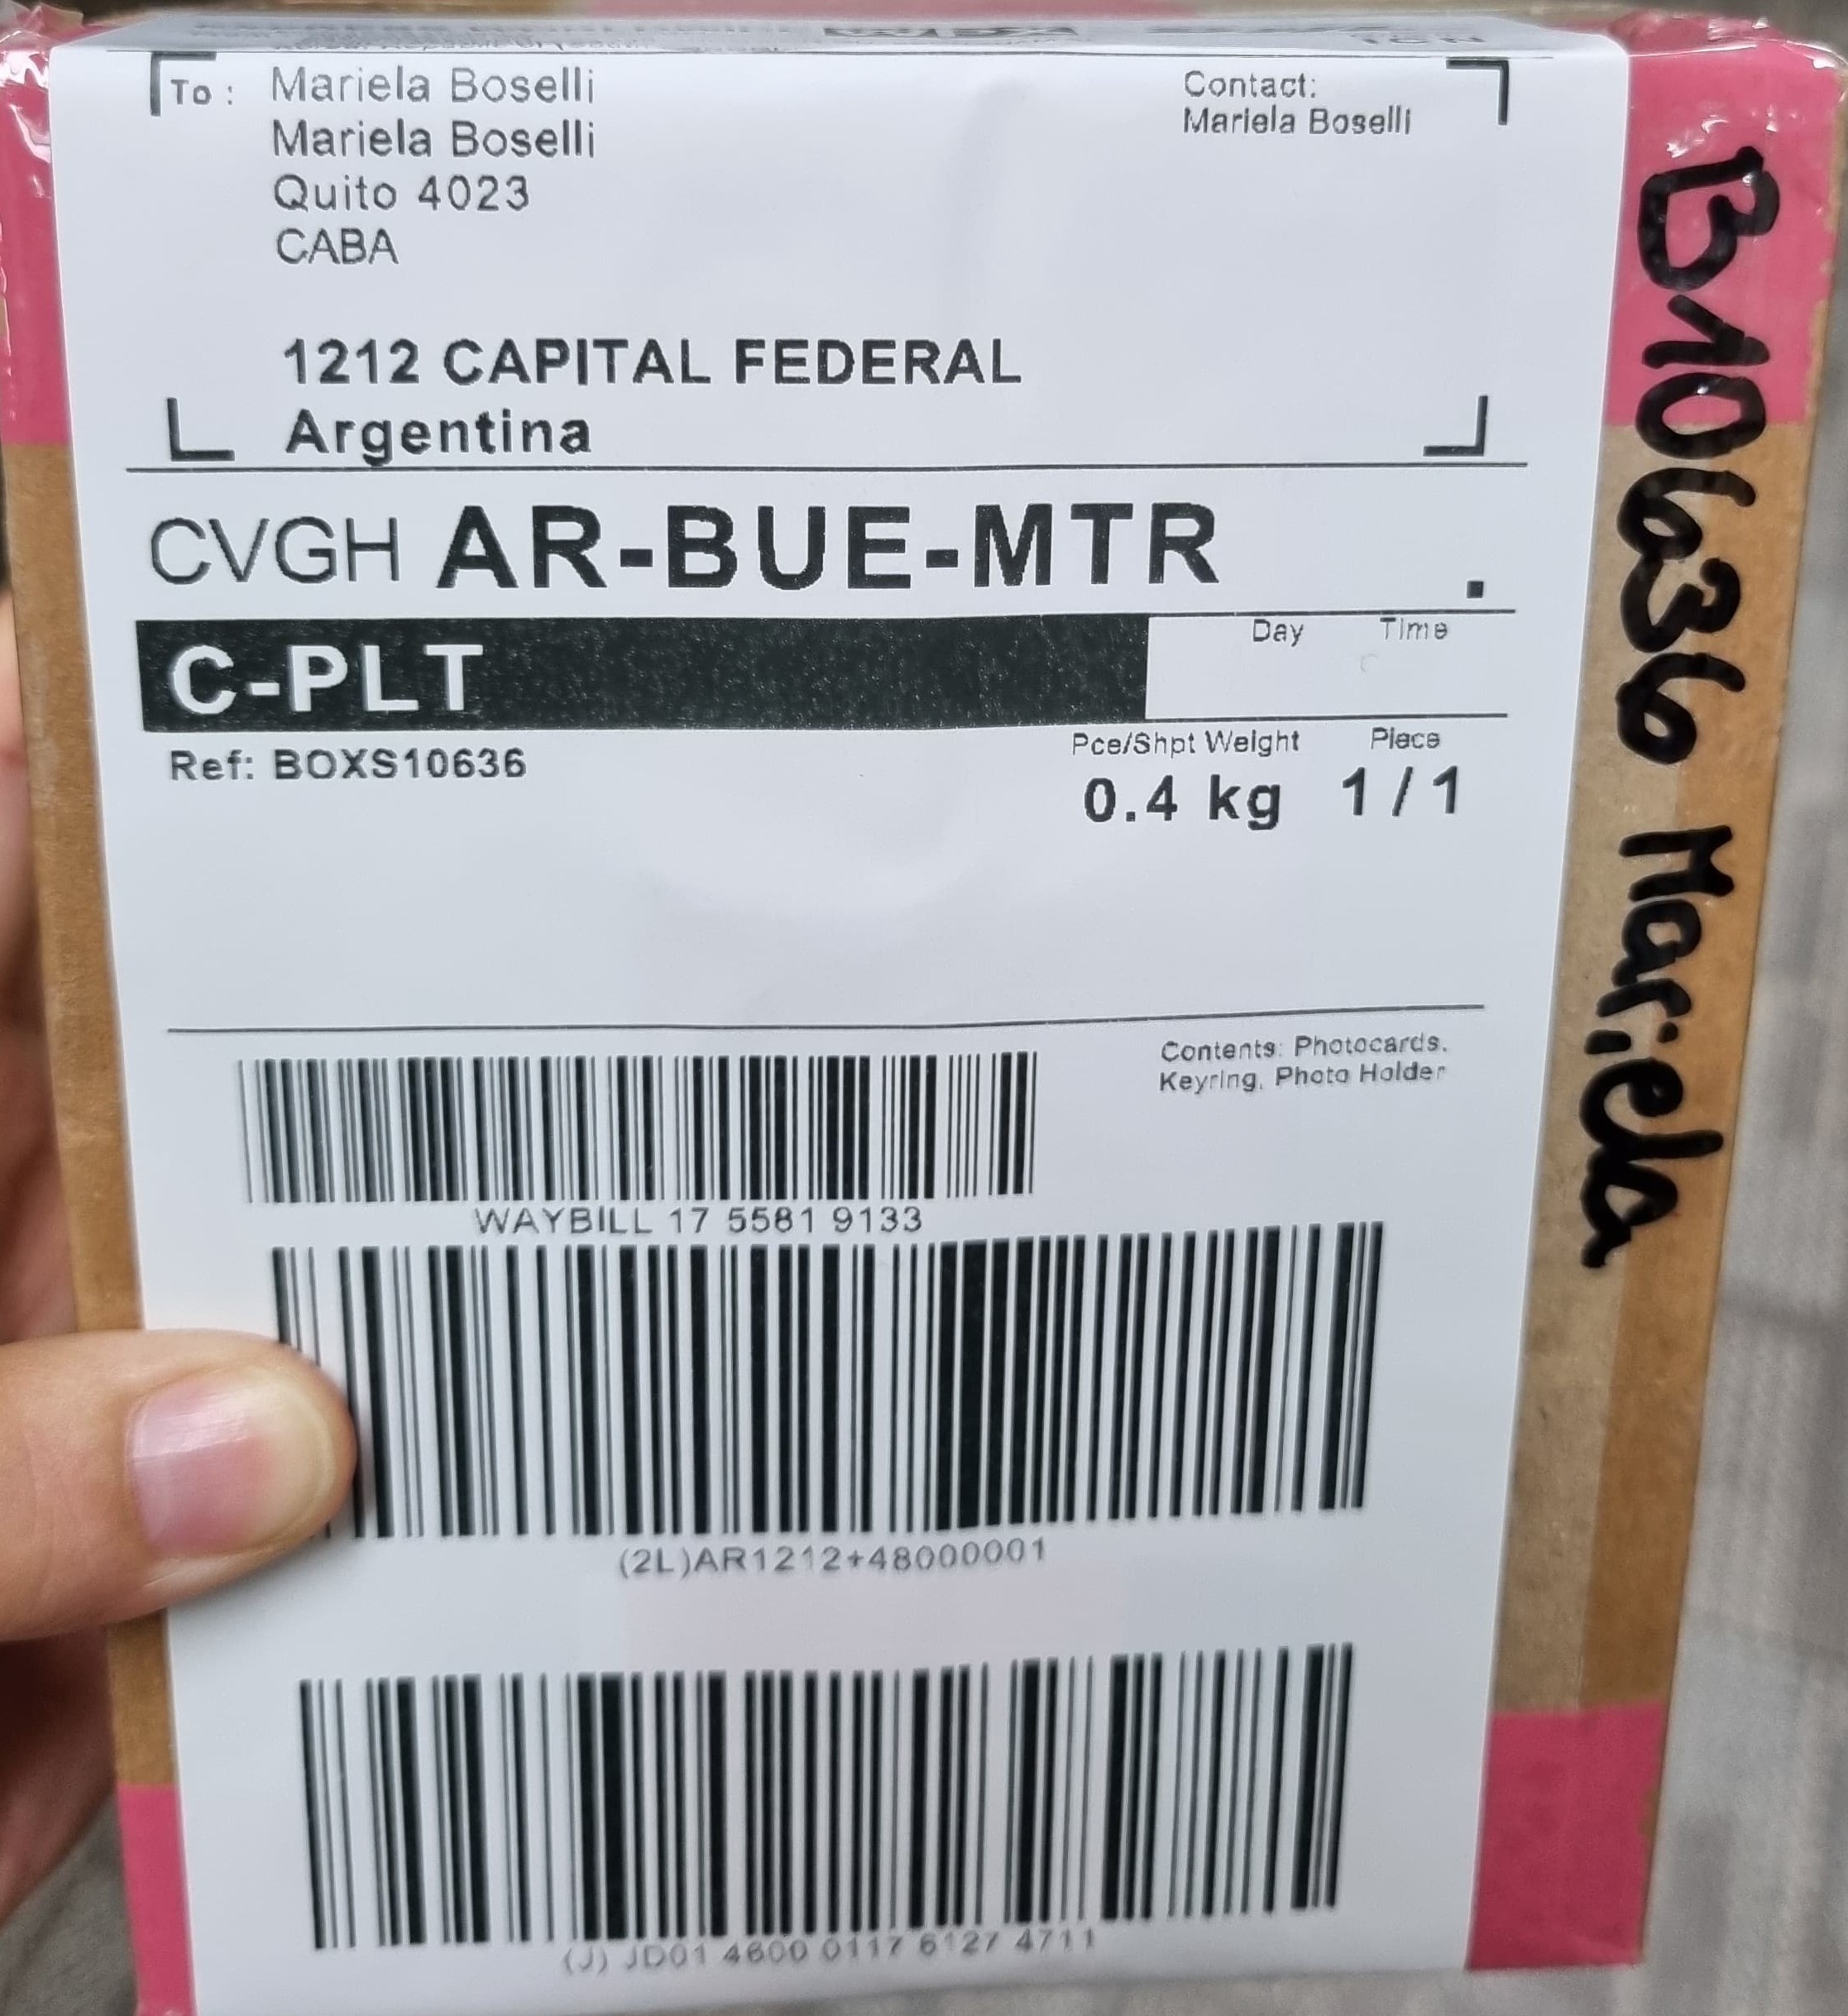 To : Mariela Boselli
Mariela Boselli
Quito 4023
CABA
Contact:
Mariela Boselli
1212 CAPITAL FEDERAL
Argentina
CVGH AR-BUE-MTR .
C-PLT
Day Time
Ref: BOXS10636
Pce/Shpt Weight Piece
0.4 kg 1 / 1
Contents: Photocards,
Keyring, Photo Holder
WAYBILL 17 5581 9133
(2L)AR1212+48000001
(J) JD01 4600 0117 6127 4711
B10636 Mariela